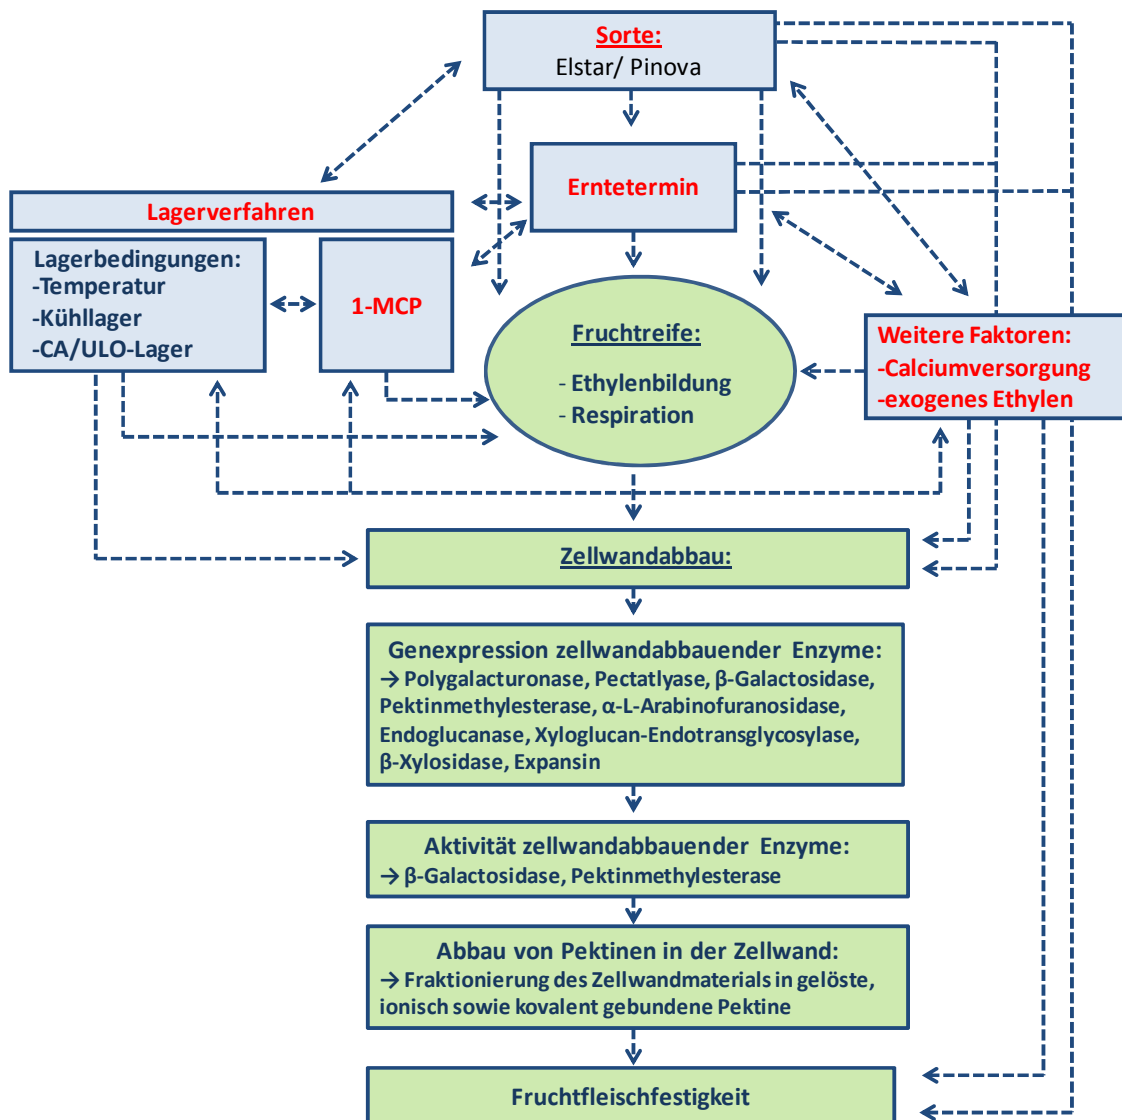 Sorte:
Elstar/ Pinova
Erntetermin
Lagerverfahren
Lagerbedingungen:
-Temperatur
-Kühllager
-CA/ULO-Lager
1-MCP
Fruchtreife:
- Ethylenbildung
- Respiration
Weitere Faktoren:
-Calciumversorgung
-exogenes Ethylen
Zellwandabbau:
Genexpression zellwandabbauender Enzyme:
→ Polygalacturonase, Pectatlyase, β-Galactosidase,
Pektinmethylesterase, α-L-Arabinofuranosidase,
Endoglucanase, Xyloglucan-Endotransglycosylase,
β-Xylosidase, Expansin
Aktivität zellwandabbauender Enzyme:
→ β-Galactosidase, Pektinmethylesterase
Abbau von Pektinen in der Zellwand:
→ Fraktionierung des Zellwandmaterials in gelöste,
ionisch sowie kovalent gebundene Pektine
Fruchtfleischfestigkeit